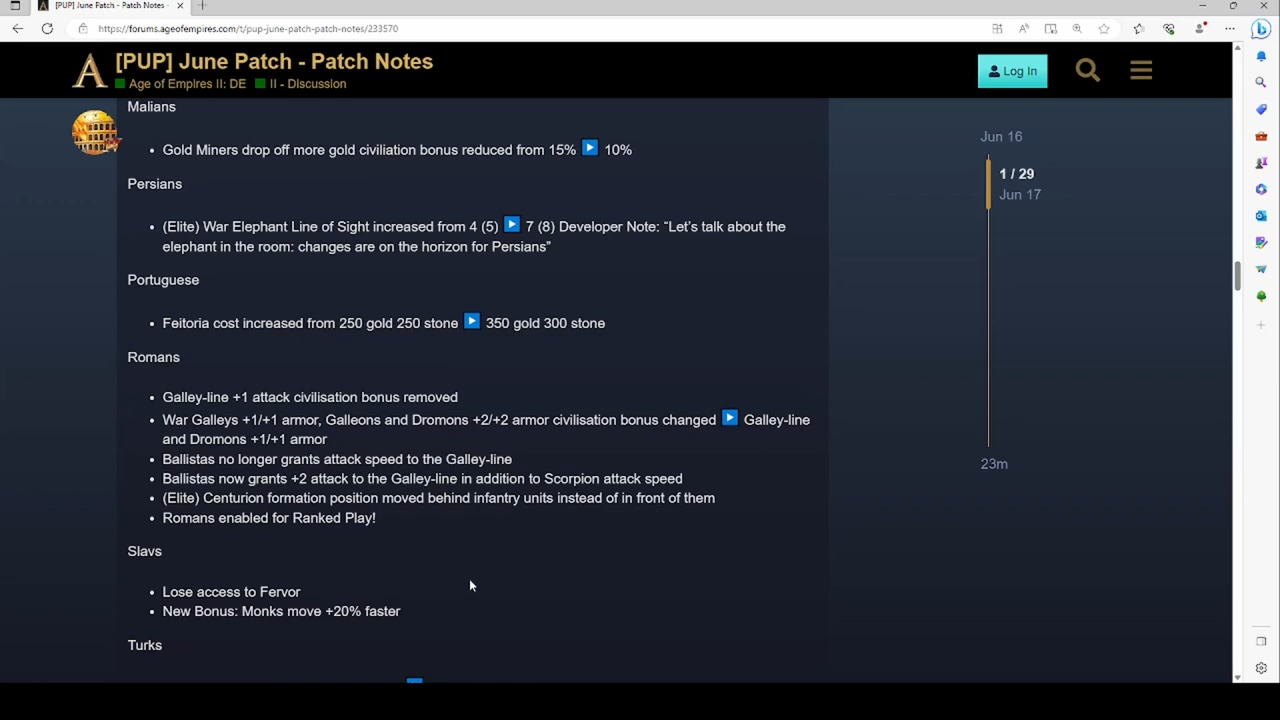 [PUP] June Patch - Patch Notes - A
https://forums.ageofempires.com/t/pup-june-patch-patch-notes/233570
[PUP] June Patch - Patch Notes
Age of Empires II: DE II - Discussion
Log In
Malians
Gold Miners drop off more gold civiliation bonus reduced from 15% ▶ 10%
Persians
(Elite) War Elephant Line of Sight increased from 4 (5) ▶ 7 (8) Developer Note: “Let’s talk about the
elephant in the room: changes are on the horizon for Persians”
Portuguese
Feitoria cost increased from 250 gold 250 stone ▶ 350 gold 300 stone
Romans
Galley-line +1 attack civilisation bonus removed
War Galleys +1/+1 armor, Galleons and Dromons +2/+2 armor civilisation bonus changed ▶ Galley-line
and Dromons +1/+1 armor
Ballistas no longer grants attack speed to the Galley-line
Ballistas now grants +2 attack to the Galley-line in addition to Scorpion attack speed
(Elite) Centurion formation position moved behind infantry units instead of in front of them
Romans enabled for Ranked Play!
Slavs
Lose access to Fervor
New Bonus: Monks move +20% faster
Turks
Jun 16
1 / 29
Jun 17
23m